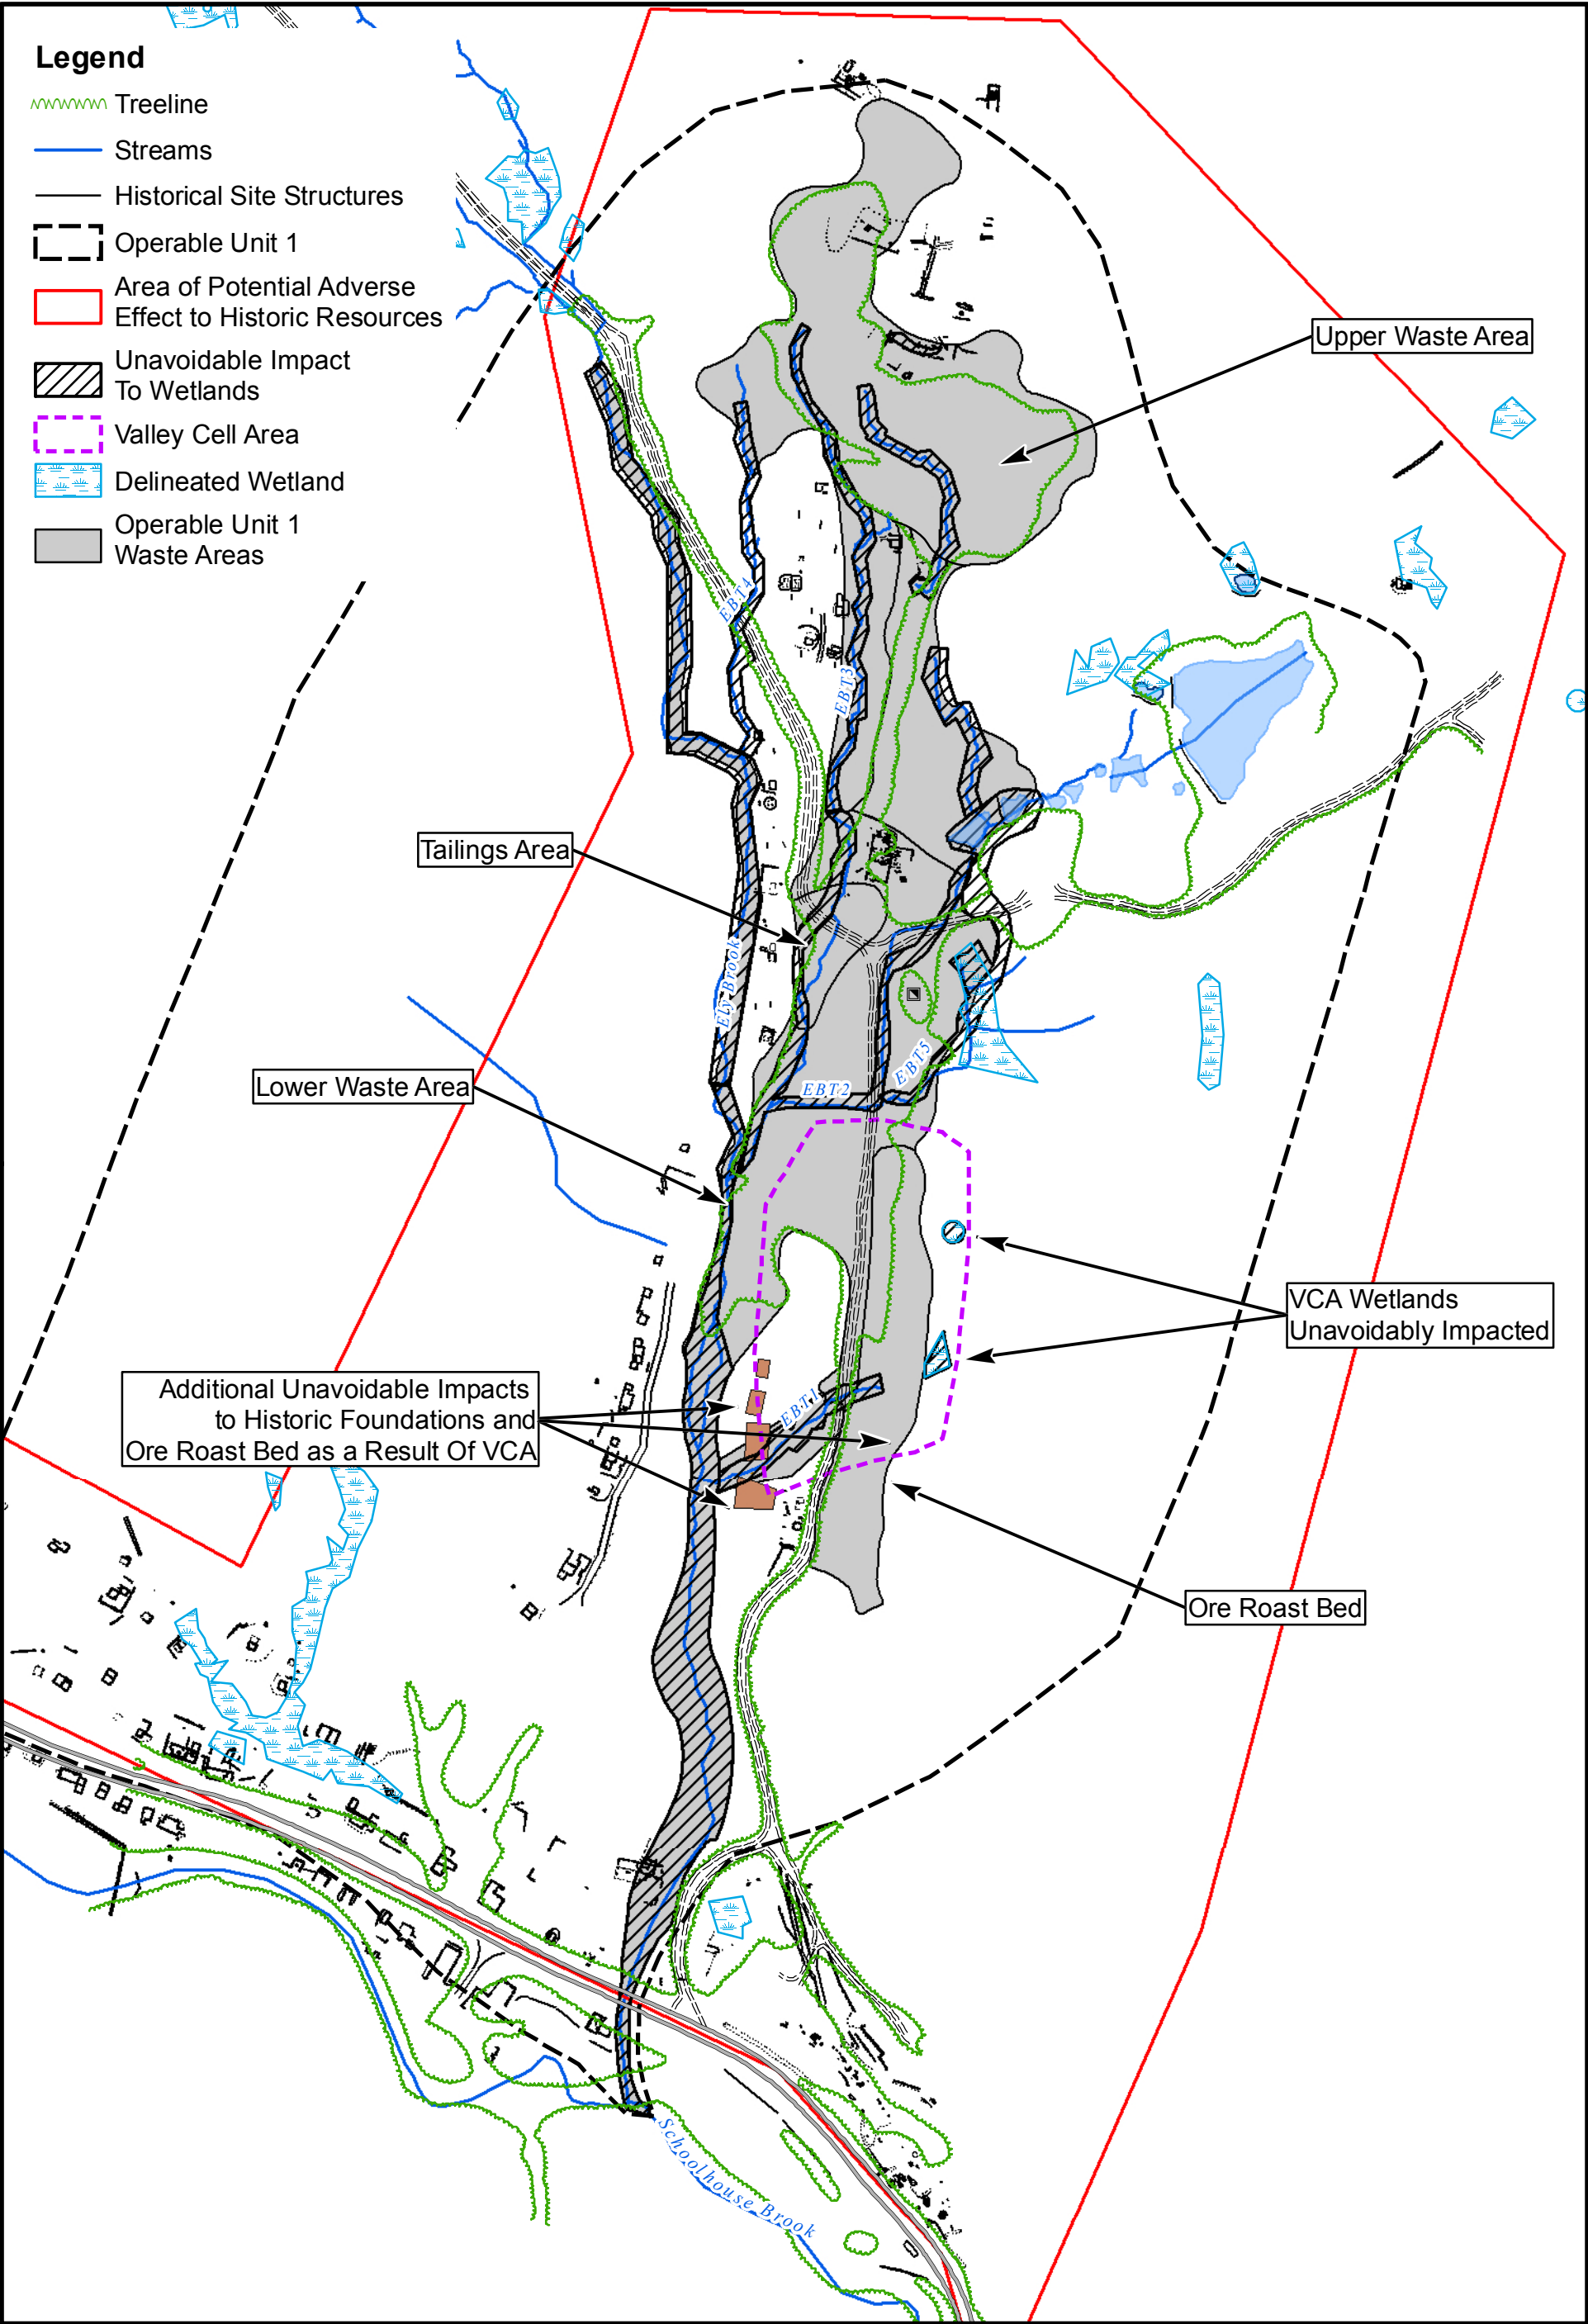 Legend
Treeline
Streams
Historical Site Structures
Operable Unit 1
Area of Potential Adverse
Effect to Historic Resources
Unavoidable Impact
To Wetlands
Valley Cell Area
Delineated Wetland
Operable Unit 1
Waste Areas
Upper Waste Area
EBT4
EBT3
Tailings Area
Ely Brook
EBT5
EBT2
Lower Waste Area
VCA Wetlands
Unavoidably Impacted
Additional Unavoidable Impacts
to Historic Foundations and
Ore Roast Bed as a Result Of VCA
EBT1
Ore Roast Bed
Schoolhouse Brook